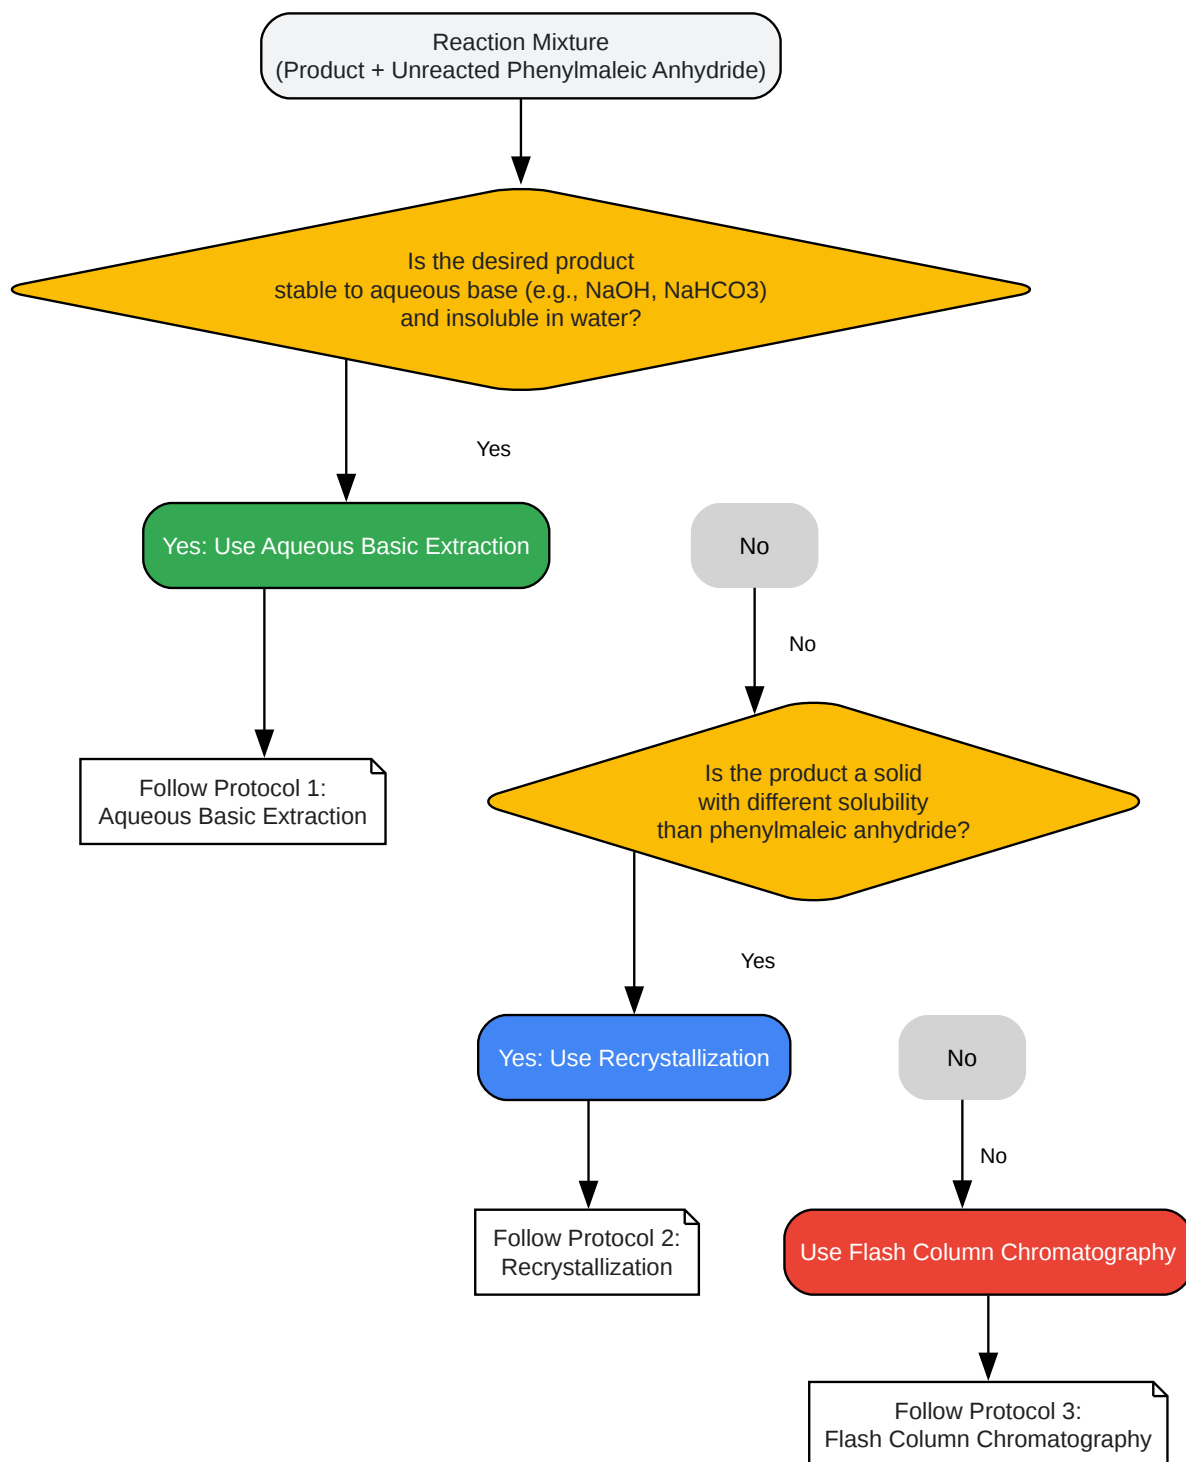 Reaction Mixture
(Product + Unreacted Phenylmaleic Anhydride)
Is the desired product
stable to aqueous base (e.g., NaOH, NaHCO3)
and insoluble in water?
Yes
Yes: Use Aqueous Basic Extraction
No
No
Follow Protocol 1:
Aqueous Basic Extraction
Is the product a solid
with different solubility
than phenylmaleic anhydride?
Yes
Yes: Use Recrystallization
No
No
Follow Protocol 2:
Recrystallization
Use Flash Column Chromatography
Follow Protocol 3:
Flash Column Chromatography